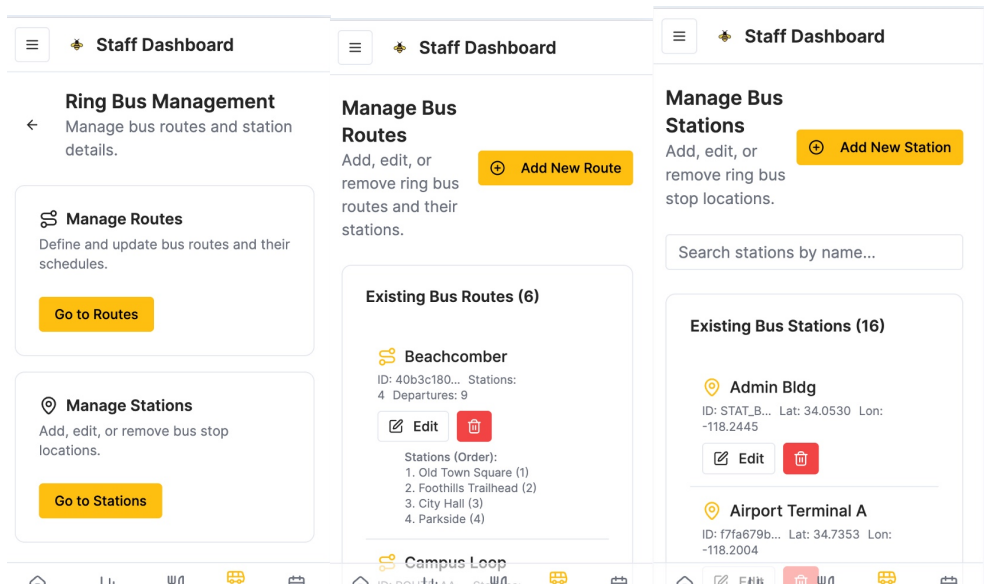 Staff Dashboard
Ring Bus Management
Manage bus routes and station
details.
Manage Routes
Define and update bus routes and their
schedules.
Go to Routes
Manage Stations
Add, edit, or remove bus stop
locations.
Go to Stations
Staff Dashboard
Manage Bus
Routes
Add, edit, or
remove ring bus
routes and their
stations.
Add New Route
Existing Bus Routes (6)
Beachcomber
ID: 40b3c180... Stations:
4 Departures: 9
Edit
Stations (Order):
1. Old Town Square (1)
2. Foothills Trailhead (2)
3. City Hall (3)
4. Parkside (4)
Campus Loop
Staff Dashboard
Manage Bus
Stations
Add, edit, or
remove ring bus
stop locations.
Add New Station
Search stations by name...
Existing Bus Stations (16)
Admin Bldg
ID: STAT_B... Lat: 34.0530 Lon:
-118.2445
Edit
Airport Terminal A
ID: f7fa679b... Lat: 34.7353 Lon:
-118.2004